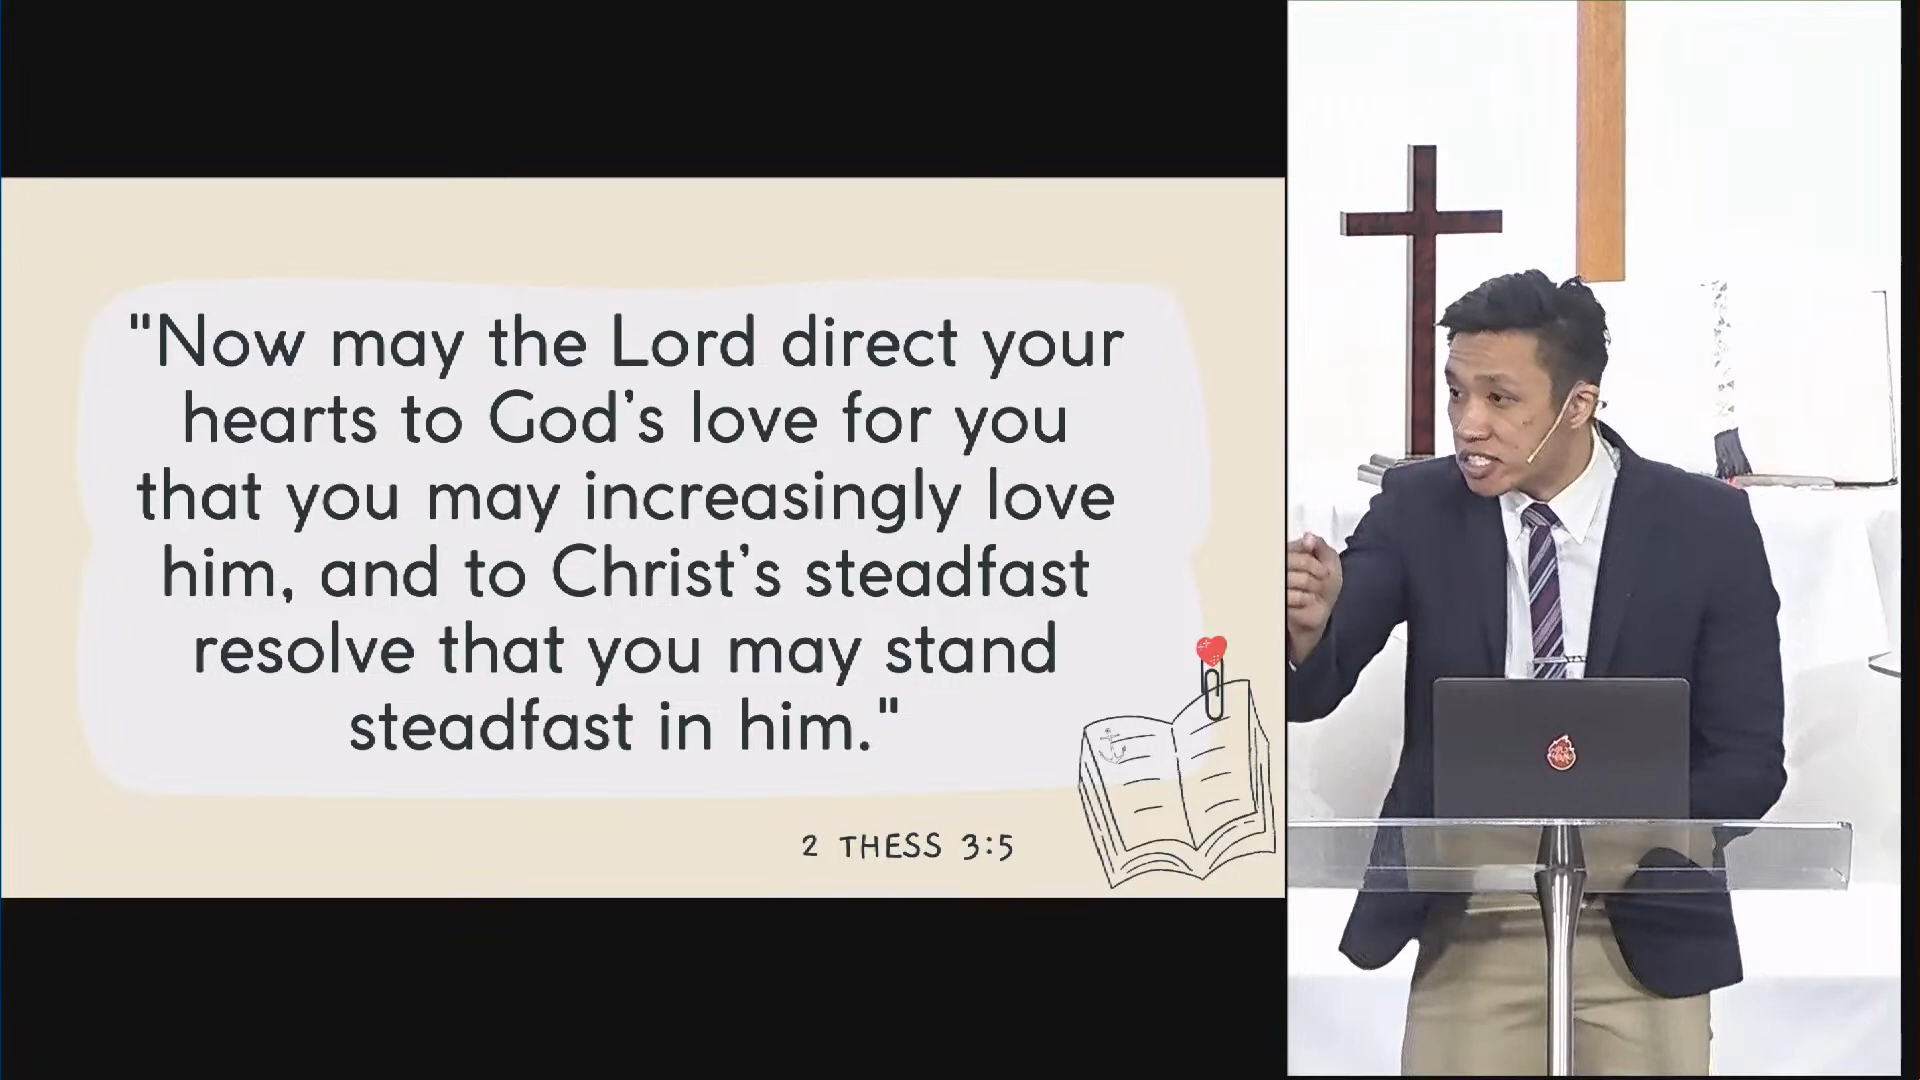 "Now may the Lord direct your
hearts to God's love for you
that you may increasingly love
him, and to Christ's steadfast
resolve that you may stand
steadfast in him."
2 THESS 3:5